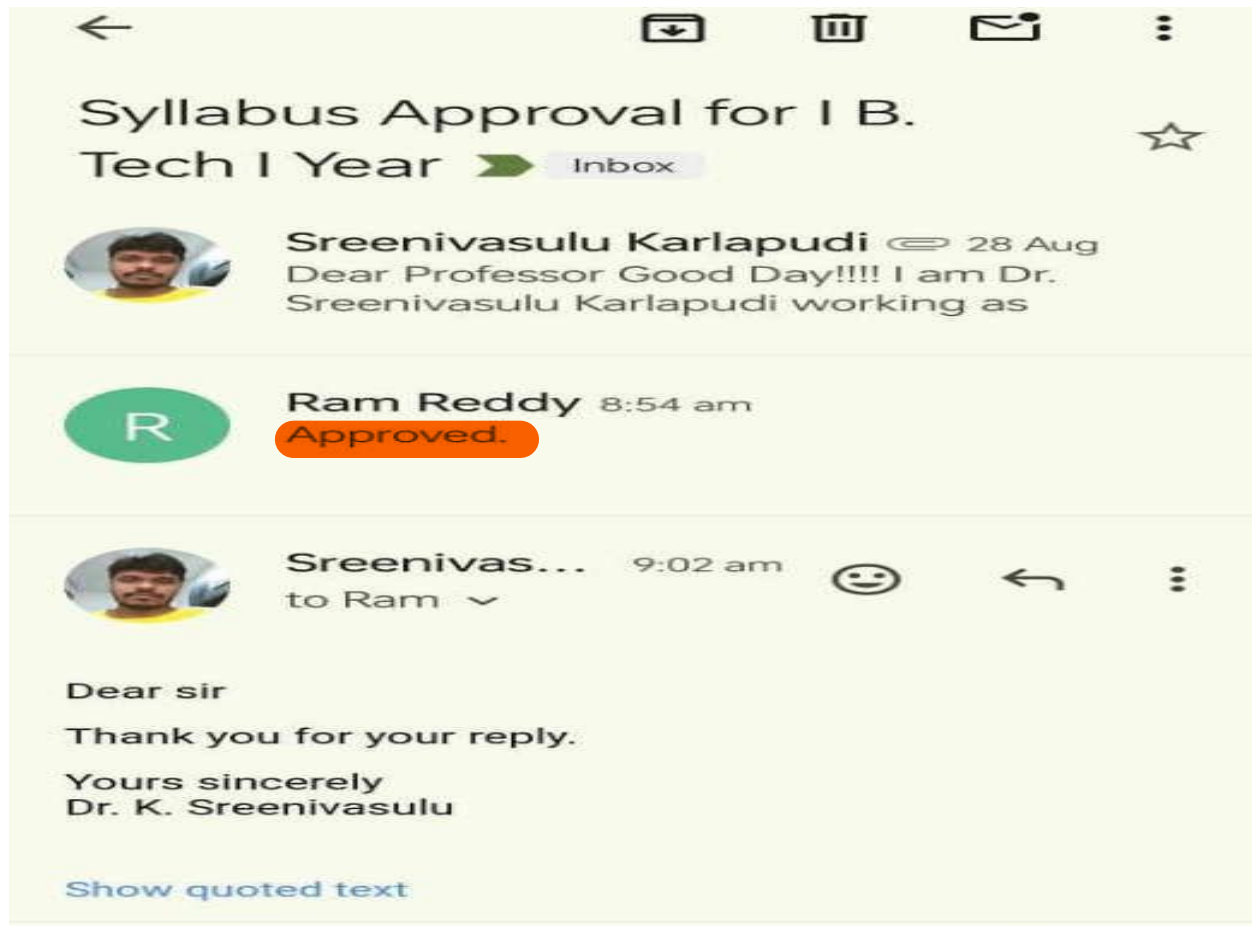 Syllabus Approval for I B.
Tech I Year Inbox
Sreenivasulu Karlapudi 28 Aug
Dear Professor Good Day!!!! I am Dr.
Sreenivasulu Karlapudi working as
R
Ram Reddy 8:54 am
Approved.
Sreenivas... 9:02 am
to Ram
Dear sir
Thank you for your reply.
Yours sincerely
Dr. K. Sreenivasulu
Show quoted text